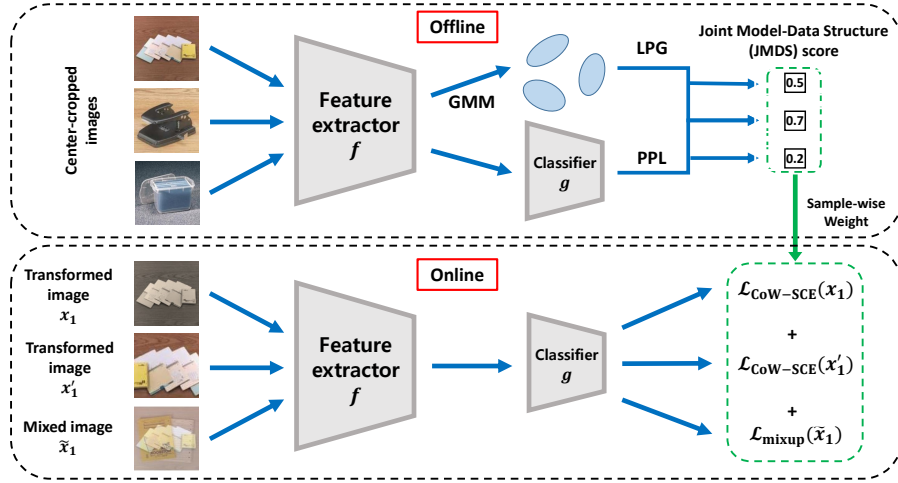 Offline
Center-cropped
images
Feature
extractor
f
GMM
LPG
Classifier
g
PPL
Joint Model-Data Structure
(JMDS) score
0.5
0.7
0.2
Sample-wise
Weight
Online
Transformed
image
x₁
Transformed
image
x′₁
Mixed image
x̃₁
Feature
extractor
f
Classifier
g
ℒCoW−SCE(x₁)
+
ℒCoW−SCE(x′₁)
+
ℒmixup(x̃₁)